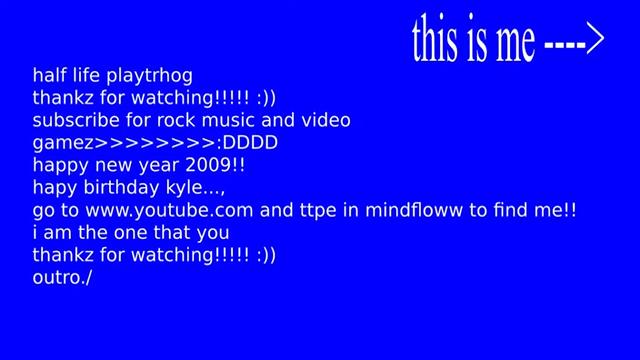 this is me ---->
half life playtrhog
thankz for watching!!!!! :))
subscribe for rock music and video
gamez>>>>>>>>:DDDD
happy new year 2009!!
hapy birthday kyle...,
go to www.youtube.com and ttpe in mindfloww to find me!!
i am the one that you
thankz for watching!!!!! :))
outro./